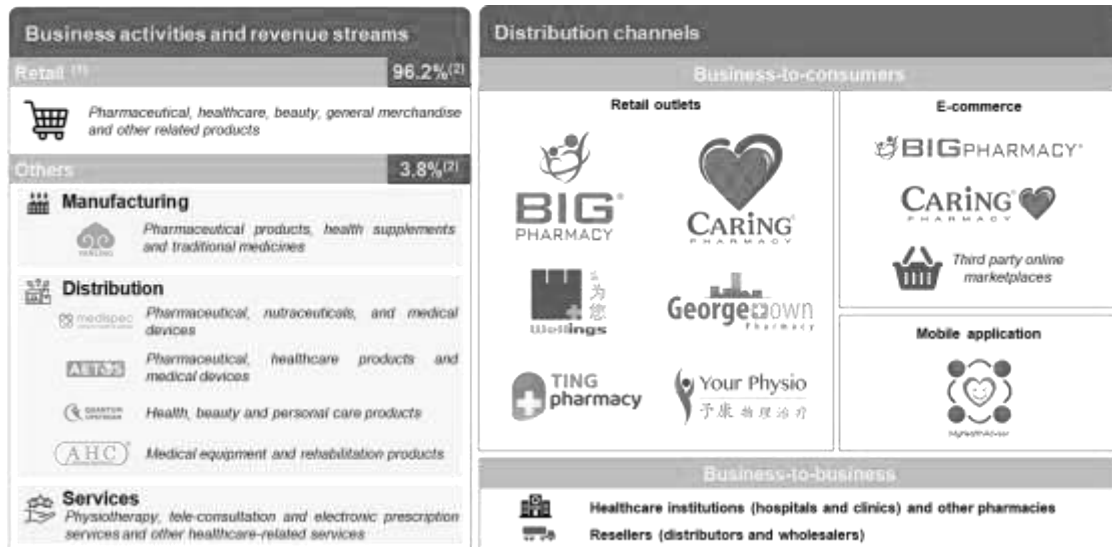 Business activities and revenue streams
Retail (1)
96.2%(2)
Pharmaceutical, healthcare, beauty, general merchandise
and other related products
Others
3.8%(2)
Manufacturing
Pharmaceutical products, health supplements
and traditional medicines
Distribution
medispec
Pharmaceutical, nutraceuticals, and medical
devices
Pharmaceutical, healthcare products and
medical devices
QUANTUM
Health, beauty and personal care products
AHC
Medical equipment and rehabilitation products
Services
Physiotherapy, tele-consultation and electronic prescription
services and other healthcare-related services
Distribution channels
Business-to-consumers
Retail outlets
BIG
PHARMACY
CARiNG
PHARMACY
为
您
Wellings
Georgetown
Pharmacy
TING
pharmacy
Your Physio
予康 物理治疗
E-commerce
BIGPHARMACY
CARiNG
PHARMACY
Third party online
marketplaces
Mobile application
MyHealthAdvisor
Business-to-business
Healthcare institutions (hospitals and clinics) and other pharmacies
Resellers (distributors and wholesalers)